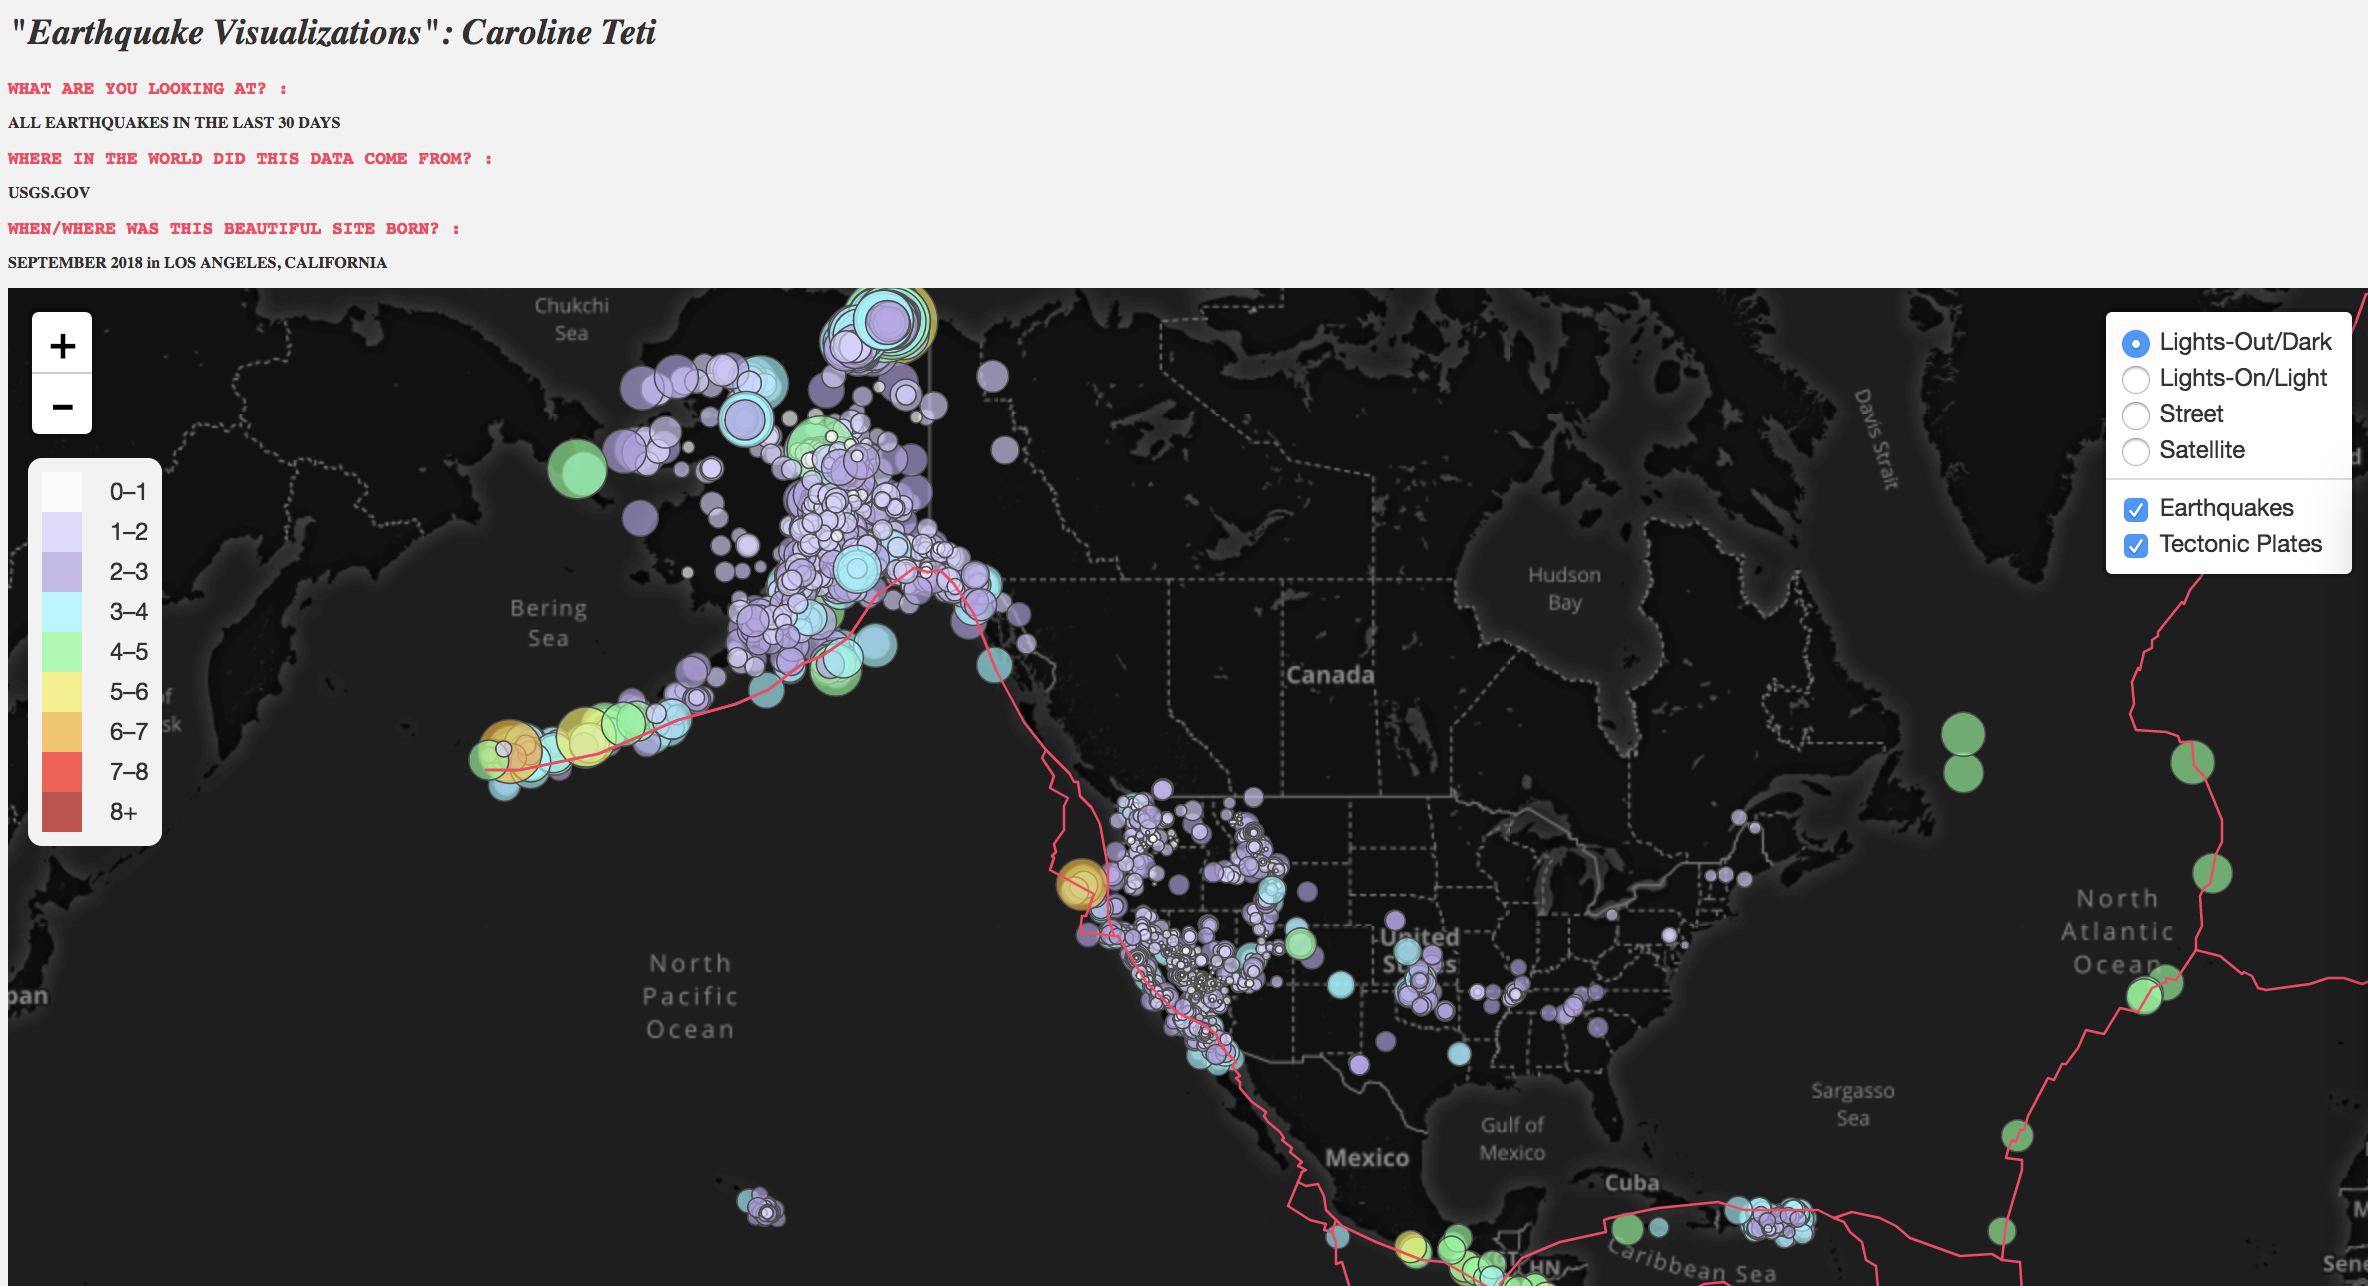 "Earthquake Visualizations": Caroline Teti
WHAT ARE YOU LOOKING AT? :
ALL EARTHQUAKES IN THE LAST 30 DAYS
WHERE IN THE WORLD DID THIS DATA COME FROM? :
USGS.GOV
WHEN/WHERE WAS THIS BEAUTIFUL SITE BORN? :
SEPTEMBER 2018 in LOS ANGELES, CALIFORNIA
+
−
0–1
1–2
2–3
3–4
4–5
5–6
6–7
7–8
8+
Lights-Out/Dark
Lights-On/Light
Street
Satellite
Earthquakes
Tectonic Plates
Chukchi
Sea
Davis Strait
Bering
Sea
Hudson
Bay
Canada
United
States
North
Pacific
Ocean
North
Atlantic
Ocean
Sargasso
Sea
Gulf of
Mexico
Mexico
Cuba
Caribbean Sea
HN
pan
Sene